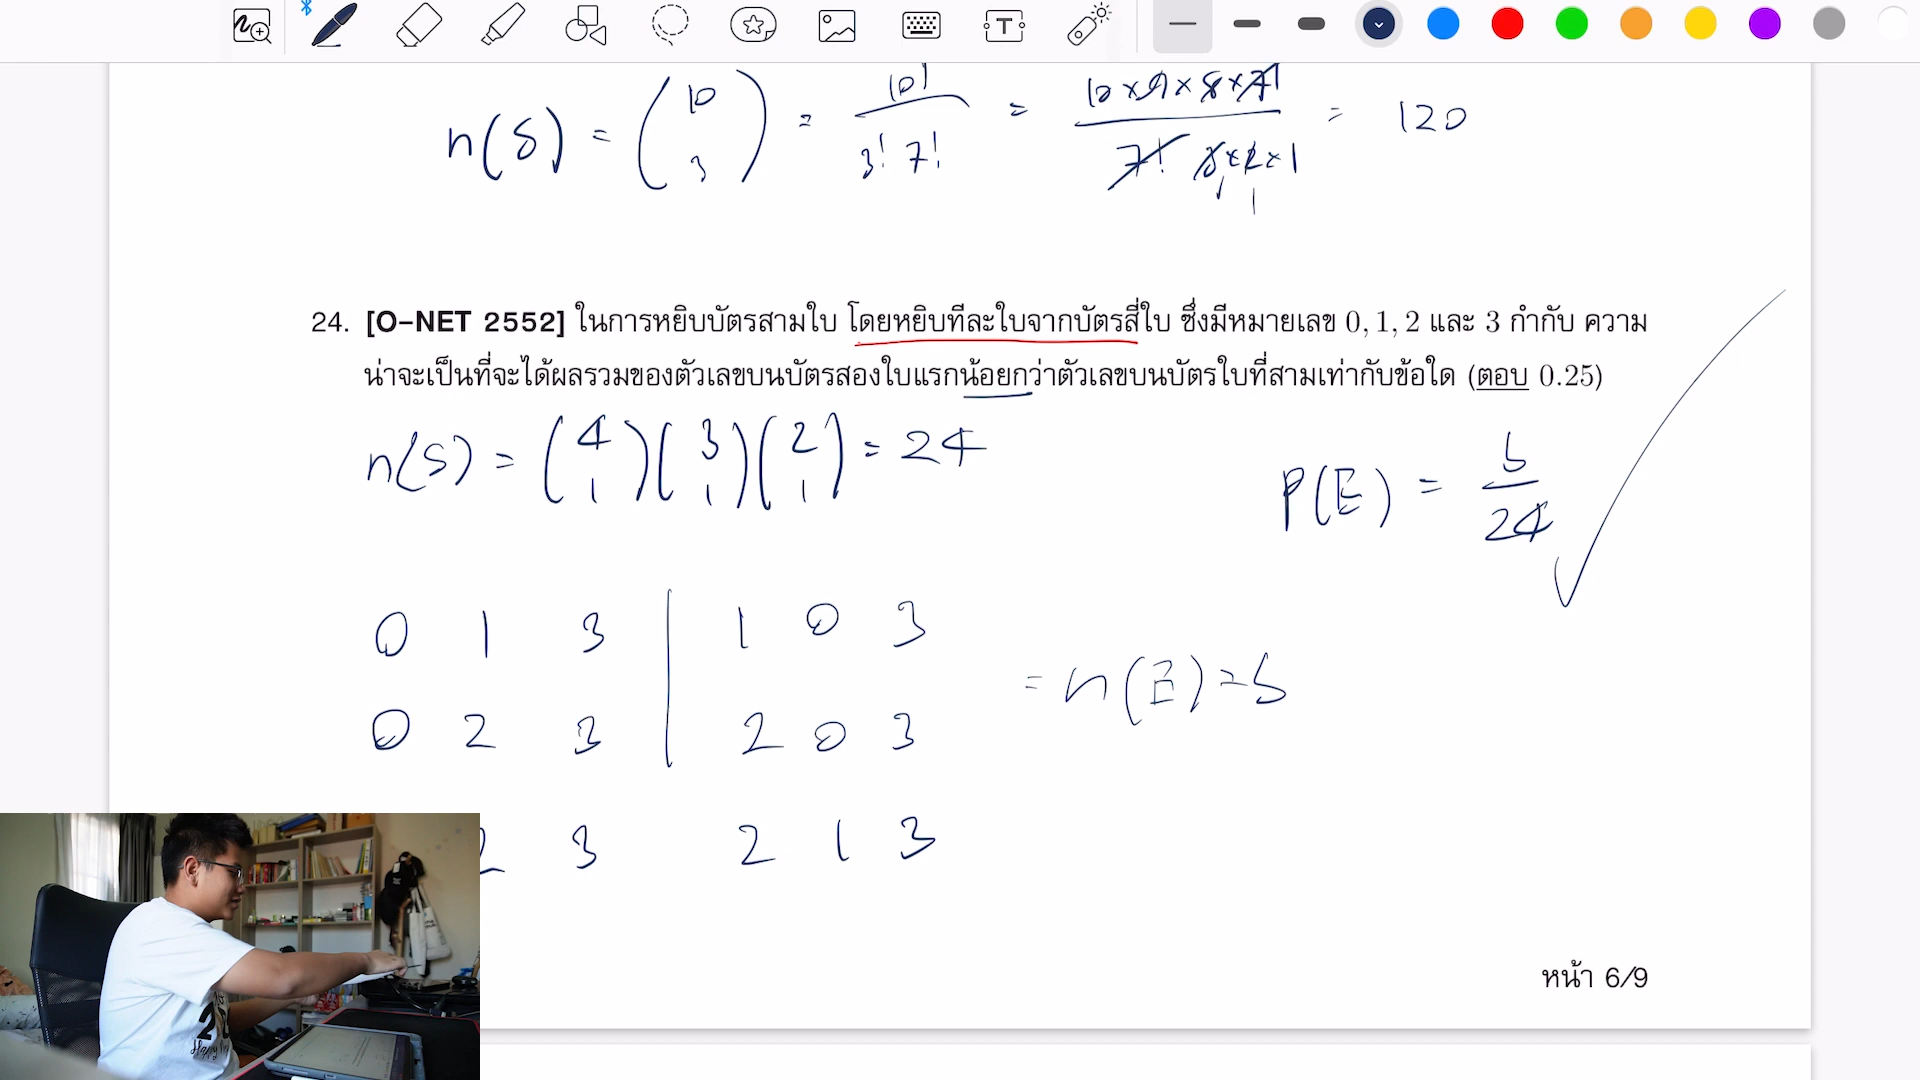 n(S) = (10 3) = 10!/3! 7! = 10×9×8×7!/7! 3×2×1 = 120
24. [O-NET 2552] ในการหยิบบัตรสามใบ โดยหยิบทีละใบจากบัตรสี่ใบ ซึ่งมีหมายเลข 0, 1, 2 และ 3 กำกับ ความ
น่าจะเป็นที่จะได้ผลรวมของตัวเลขบนบัตรสองใบแรกน้อยกว่าตัวเลขบนบัตรใบที่สามเท่ากับข้อใด (ตอบ 0.25)
n(S) = (4 1)(3 1)(2 1) = 24
P(E) = 6/24
0 1 3 | 1 0 3
= n(E) = 6
0 2 3 | 2 0 3
2 3 2 1 3
หน้า 6/9